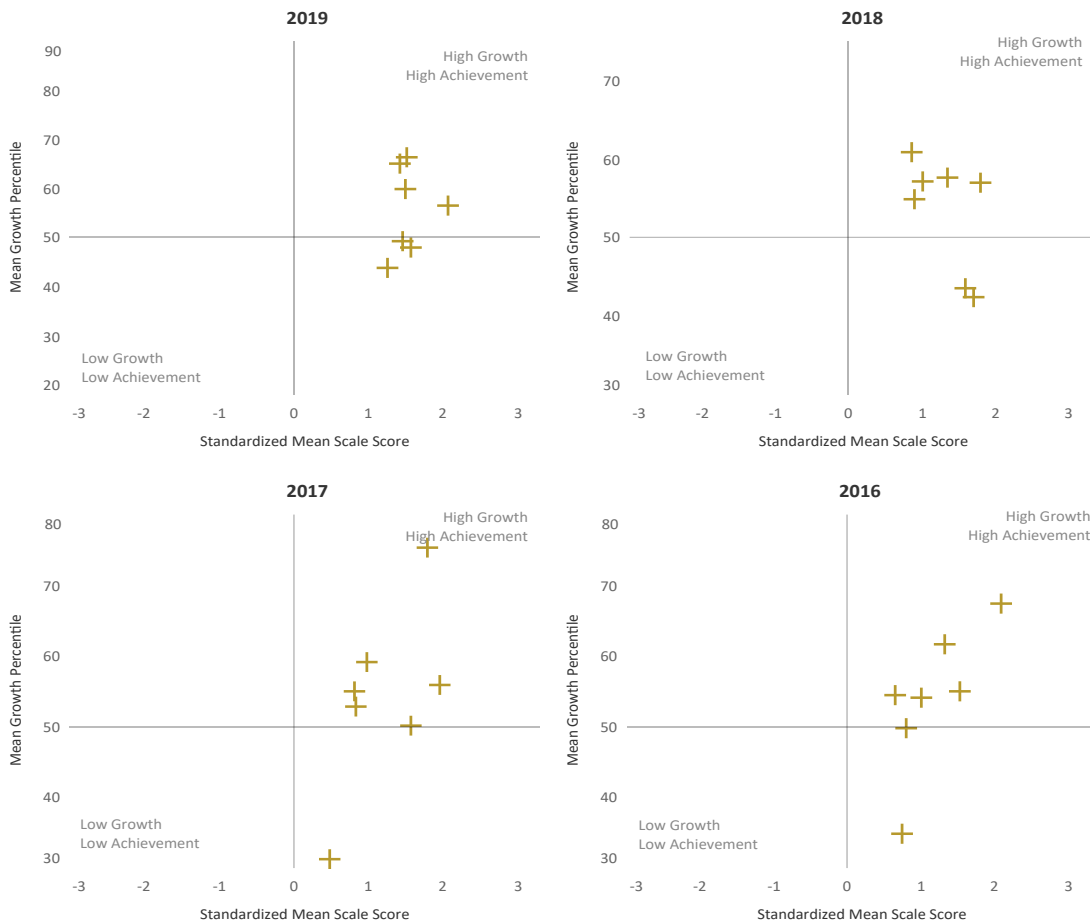 2019
Mean Growth Percentile
90
80
70
60
50
40
30
20
High Growth
High Achievement
Low Growth
Low Achievement
-3 -2 -1 0 1 2 3
Standardized Mean Scale Score
2018
Mean Growth Percentile
70
60
50
40
30
High Growth
High Achievement
Low Growth
Low Achievement
-3 -2 -1 0 1 2 3
Standardized Mean Scale Score
2017
Mean Growth Percentile
80
70
60
50
40
30
High Growth
High Achievement
Low Growth
Low Achievement
-3 -2 -1 0 1 2 3
Standardized Mean Scale Score
2016
Mean Growth Percentile
80
70
60
50
40
30
High Growth
High Achievement
Low Growth
Low Achievement
-3 -2 -1 0 1 2 3
Standardized Mean Scale Score